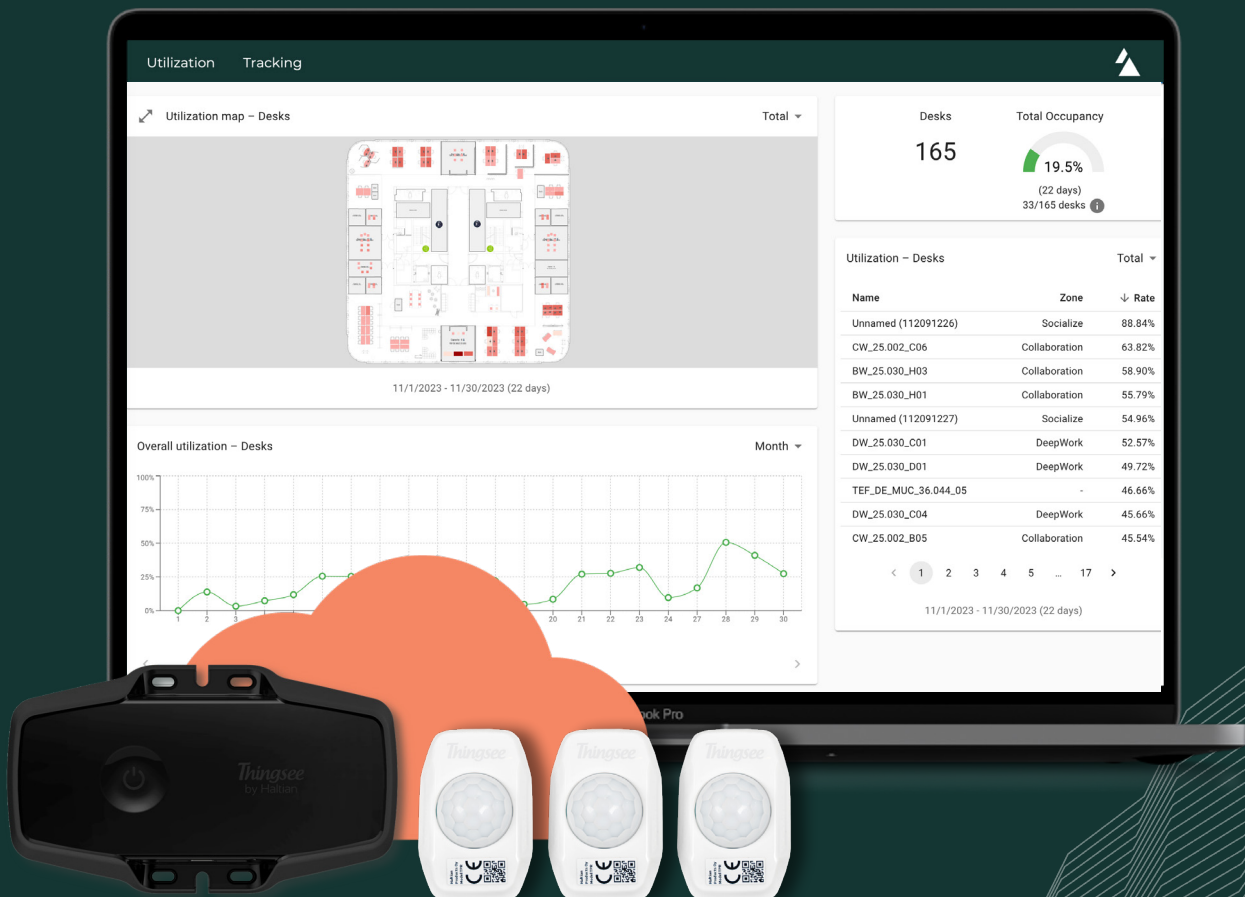 Utilization Tracking
Utilization map – Desks
Total
11/1/2023 - 11/30/2023 (22 days)
Desks
165
Total Occupancy
19.5%
(22 days)
33/165 desks
Overall utilization – Desks
Month
100%
75%
50%
25%
0%
1 2 3 20 21 22 23 24 27 28 29 30
Utilization – Desks
Total
Name Zone Rate
Unnamed (112091226) Socialize 88.84%
CW_25.002_C06 Collaboration 63.82%
BW_25.030_H03 Collaboration 58.90%
BW_25.030_H01 Collaboration 55.79%
Unnamed (112091227) Socialize 54.96%
DW_25.030_C01 DeepWork 52.57%
DW_25.030_D01 DeepWork 49.72%
TEF_DE_MUC_36.044_05 - 46.66%
DW_25.030_C04 DeepWork 45.66%
CW_25.002_B05 Collaboration 45.54%
1 2 3 4 5 … 17
11/1/2023 - 11/30/2023 (22 days)
ook Pro
Thingsee
by Haltian
Thingsee
Thingsee
Thingsee
CE
CE
CE